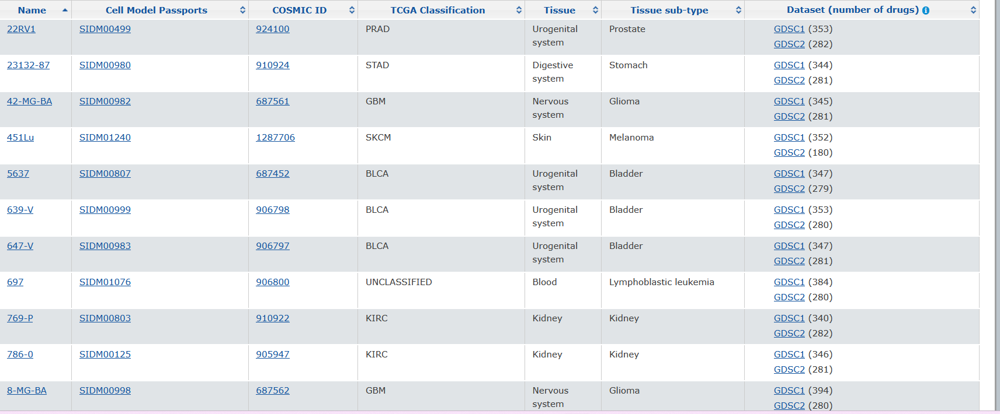 Name Cell Model Passports COSMIC ID TCGA Classification Tissue Tissue sub-type Dataset (number of drugs) i
22RV1 SIDM00499 924100 PRAD Urogenital Prostate GDSC1 (353)
system GDSC2 (282)
23132-87 SIDM00980 910924 STAD Digestive Stomach GDSC1 (344)
system GDSC2 (281)
42-MG-BA SIDM00982 687561 GBM Nervous Glioma GDSC1 (345)
system GDSC2 (281)
451Lu SIDM01240 1287706 SKCM Skin Melanoma GDSC1 (352)
GDSC2 (180)
5637 SIDM00807 687452 BLCA Urogenital Bladder GDSC1 (347)
system GDSC2 (279)
639-V SIDM00999 906798 BLCA Urogenital Bladder GDSC1 (353)
system GDSC2 (280)
647-V SIDM00983 906797 BLCA Urogenital Bladder GDSC1 (347)
system GDSC2 (281)
697 SIDM01076 906800 UNCLASSIFIED Blood Lymphoblastic leukemia GDSC1 (384)
GDSC2 (280)
769-P SIDM00803 910922 KIRC Kidney Kidney GDSC1 (340)
GDSC2 (282)
786-0 SIDM00125 905947 KIRC Kidney Kidney GDSC1 (346)
GDSC2 (281)
8-MG-BA SIDM00998 687562 GBM Nervous Glioma GDSC1 (394)
system GDSC2 (280)